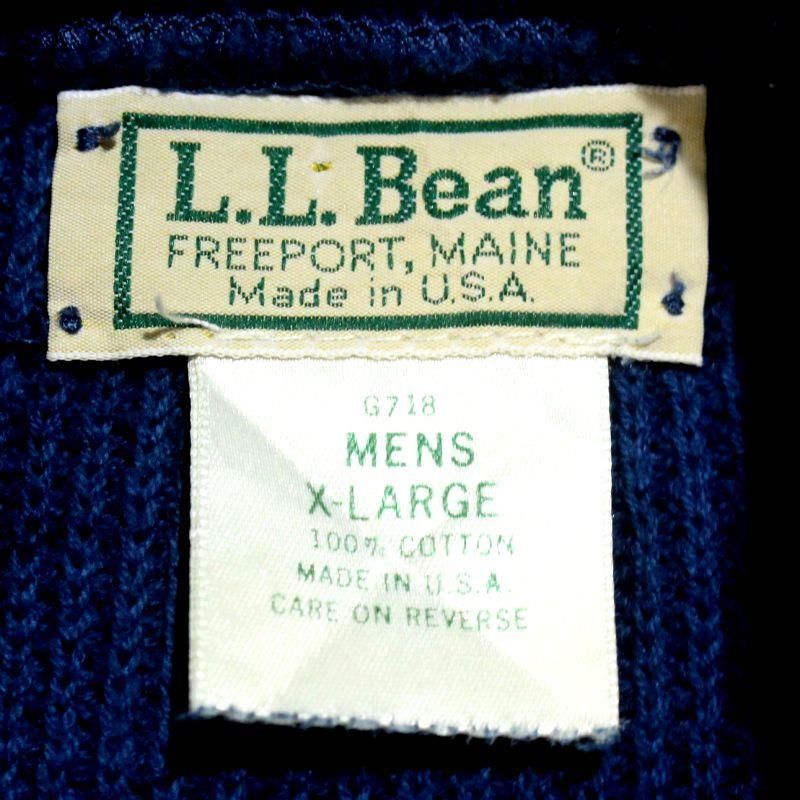 L.L.Bean®
FREEPORT, MAINE
Made in U.S.A.
G718
MENS
X-LARGE
100% COTTON
MADE IN U.S.A.
CARE ON REVERSE